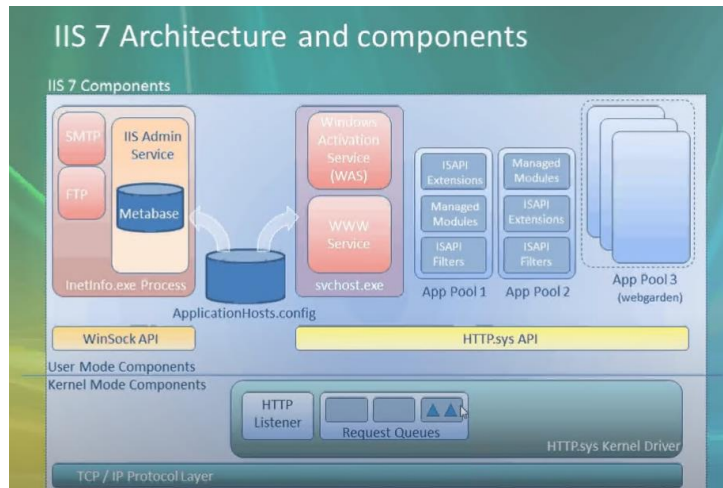 IIS 7 Architecture and components
IIS 7 Components
SMTP
FTP
IIS Admin
Service
Metabase
InetInfo.exe Process
ApplicationHosts.config
Windows
Activation
Service
(WAS)
WWW
Service
svchost.exe
ISAPI
Extensions
Managed
Modules
ISAPI
Filters
App Pool 1
Managed
Modules
ISAPI
Extensions
ISAPI
Filters
App Pool 2
App Pool 3
(webgarden)
WinSock API
HTTP.sys API
User Mode Components
Kernel Mode Components
HTTP
Listener
Request Queues
HTTP.sys Kernel Driver
TCP / IP Protocol Layer